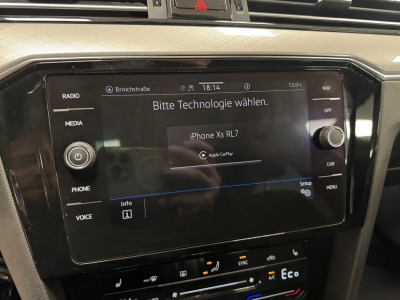 Broichstraße
18:14
12.0°C
Bitte Technologie wählen.
iPhone Xs RL7
Apple CarPlay
Info
Setup
RADIO
MEDIA
PHONE
VOICE
NAV
APP
CAR
MENU
SYNC
A/C
Eco